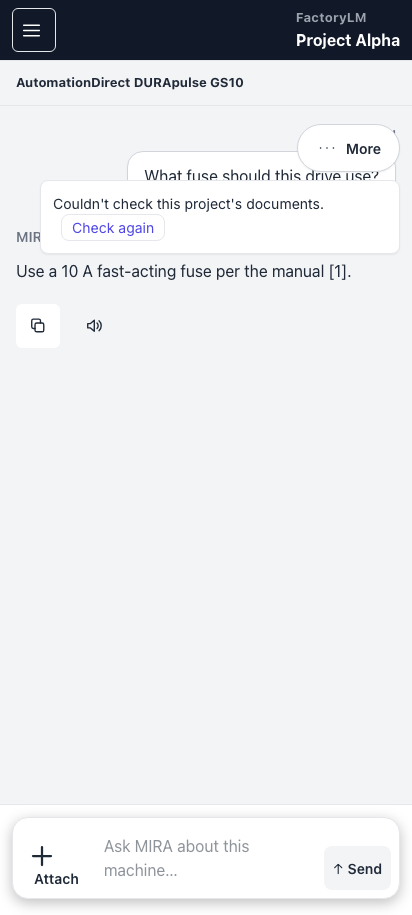 FactoryLM
Project Alpha
AutomationDirect DURApulse GS10
··· More
What fuse should this drive use?
Couldn't check this project's documents.
Check again
MIR
Use a 10 A fast-acting fuse per the manual [1].
Ask MIRA about this
machine...
Attach
↑ Send